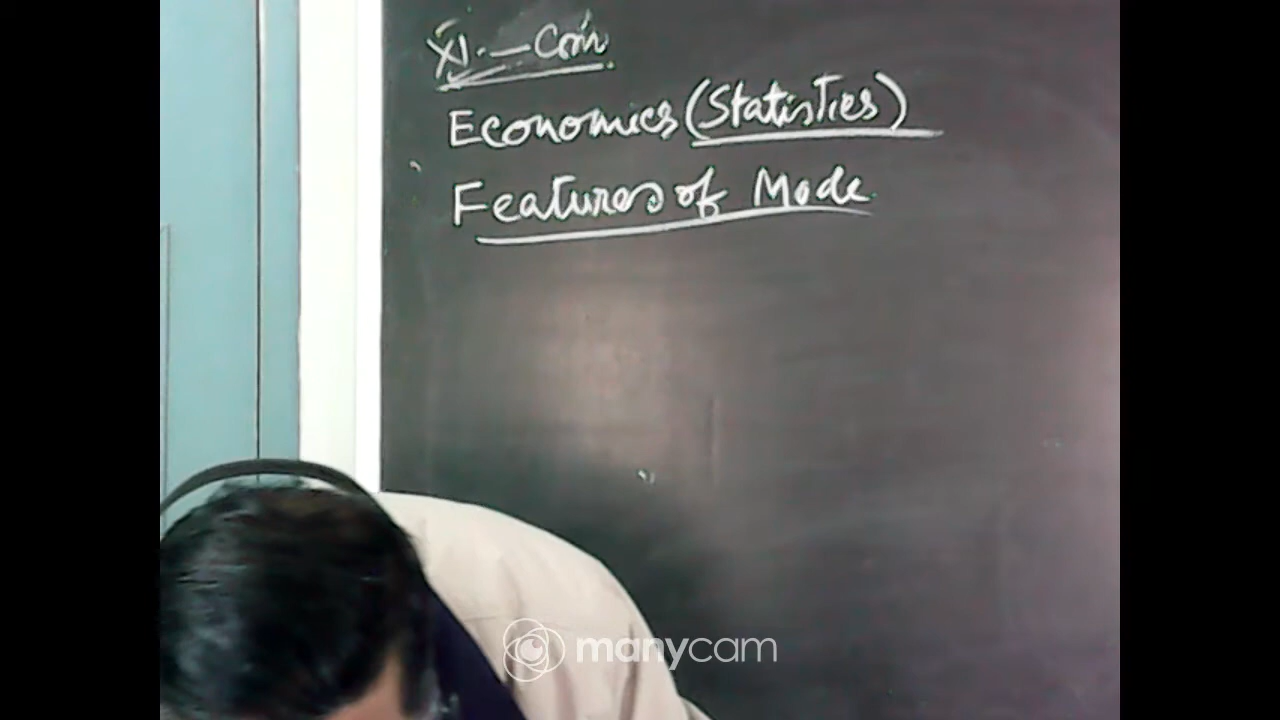 XI. — Com.
Economics (Statistics)
Features of Mode.
manycam